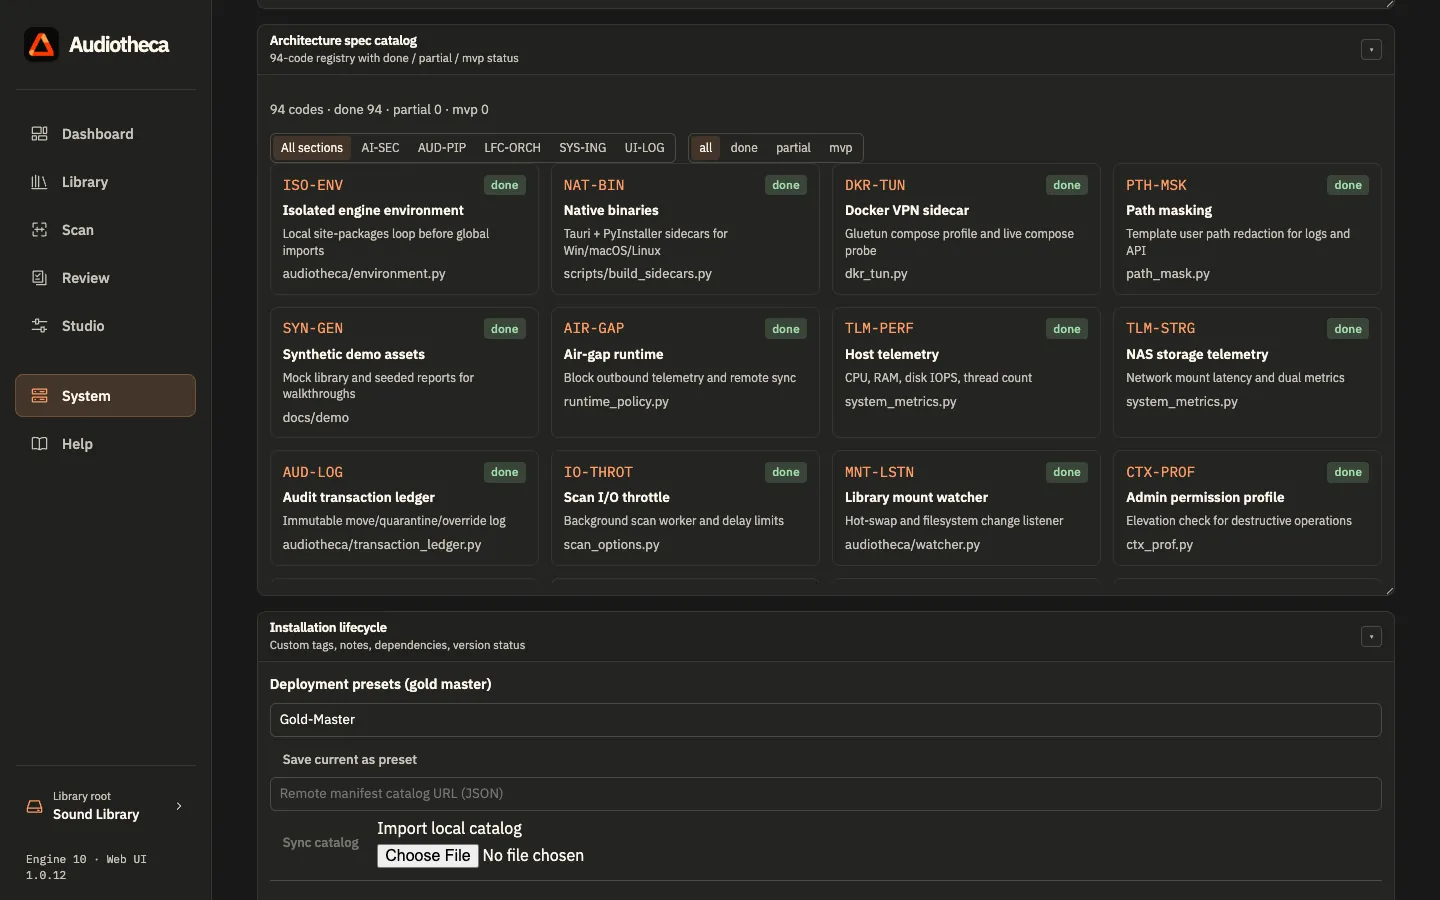 Audiotheca
Dashboard
Library
Scan
Review
Studio
System
Help
Library root
Sound Library
Engine 10 · Web UI
1.0.12
Architecture spec catalog
94-code registry with done / partial / mvp status
94 codes · done 94 · partial 0 · mvp 0
All sections AI-SEC AUD-PIP LFC-ORCH SYS-ING UI-LOG all done partial mvp
ISO-ENV done
Isolated engine environment
Local site-packages loop before global
imports
audiotheca/environment.py
NAT-BIN done
Native binaries
Tauri + PyInstaller sidecars for
Win/macOS/Linux
scripts/build_sidecars.py
DKR-TUN done
Docker VPN sidecar
Gluetun compose profile and live compose
probe
dkr_tun.py
PTH-MSK done
Path masking
Template user path redaction for logs and
API
path_mask.py
SYN-GEN done
Synthetic demo assets
Mock library and seeded reports for
walkthroughs
docs/demo
AIR-GAP done
Air-gap runtime
Block outbound telemetry and remote sync
runtime_policy.py
TLM-PERF done
Host telemetry
CPU, RAM, disk IOPS, thread count
system_metrics.py
TLM-STRG done
NAS storage telemetry
Network mount latency and dual metrics
system_metrics.py
AUD-LOG done
Audit transaction ledger
Immutable move/quarantine/override log
audiotheca/transaction_ledger.py
IO-THROT done
Scan I/O throttle
Background scan worker and delay limits
scan_options.py
MNT-LSTN done
Library mount watcher
Hot-swap and filesystem change listener
audiotheca/watcher.py
CTX-PROF done
Admin permission profile
Elevation check for destructive operations
ctx_prof.py
Installation lifecycle
Custom tags, notes, dependencies, version status
Deployment presets (gold master)
Gold-Master
Save current as preset
Remote manifest catalog URL (JSON)
Sync catalog
Import local catalog
Choose File No file chosen